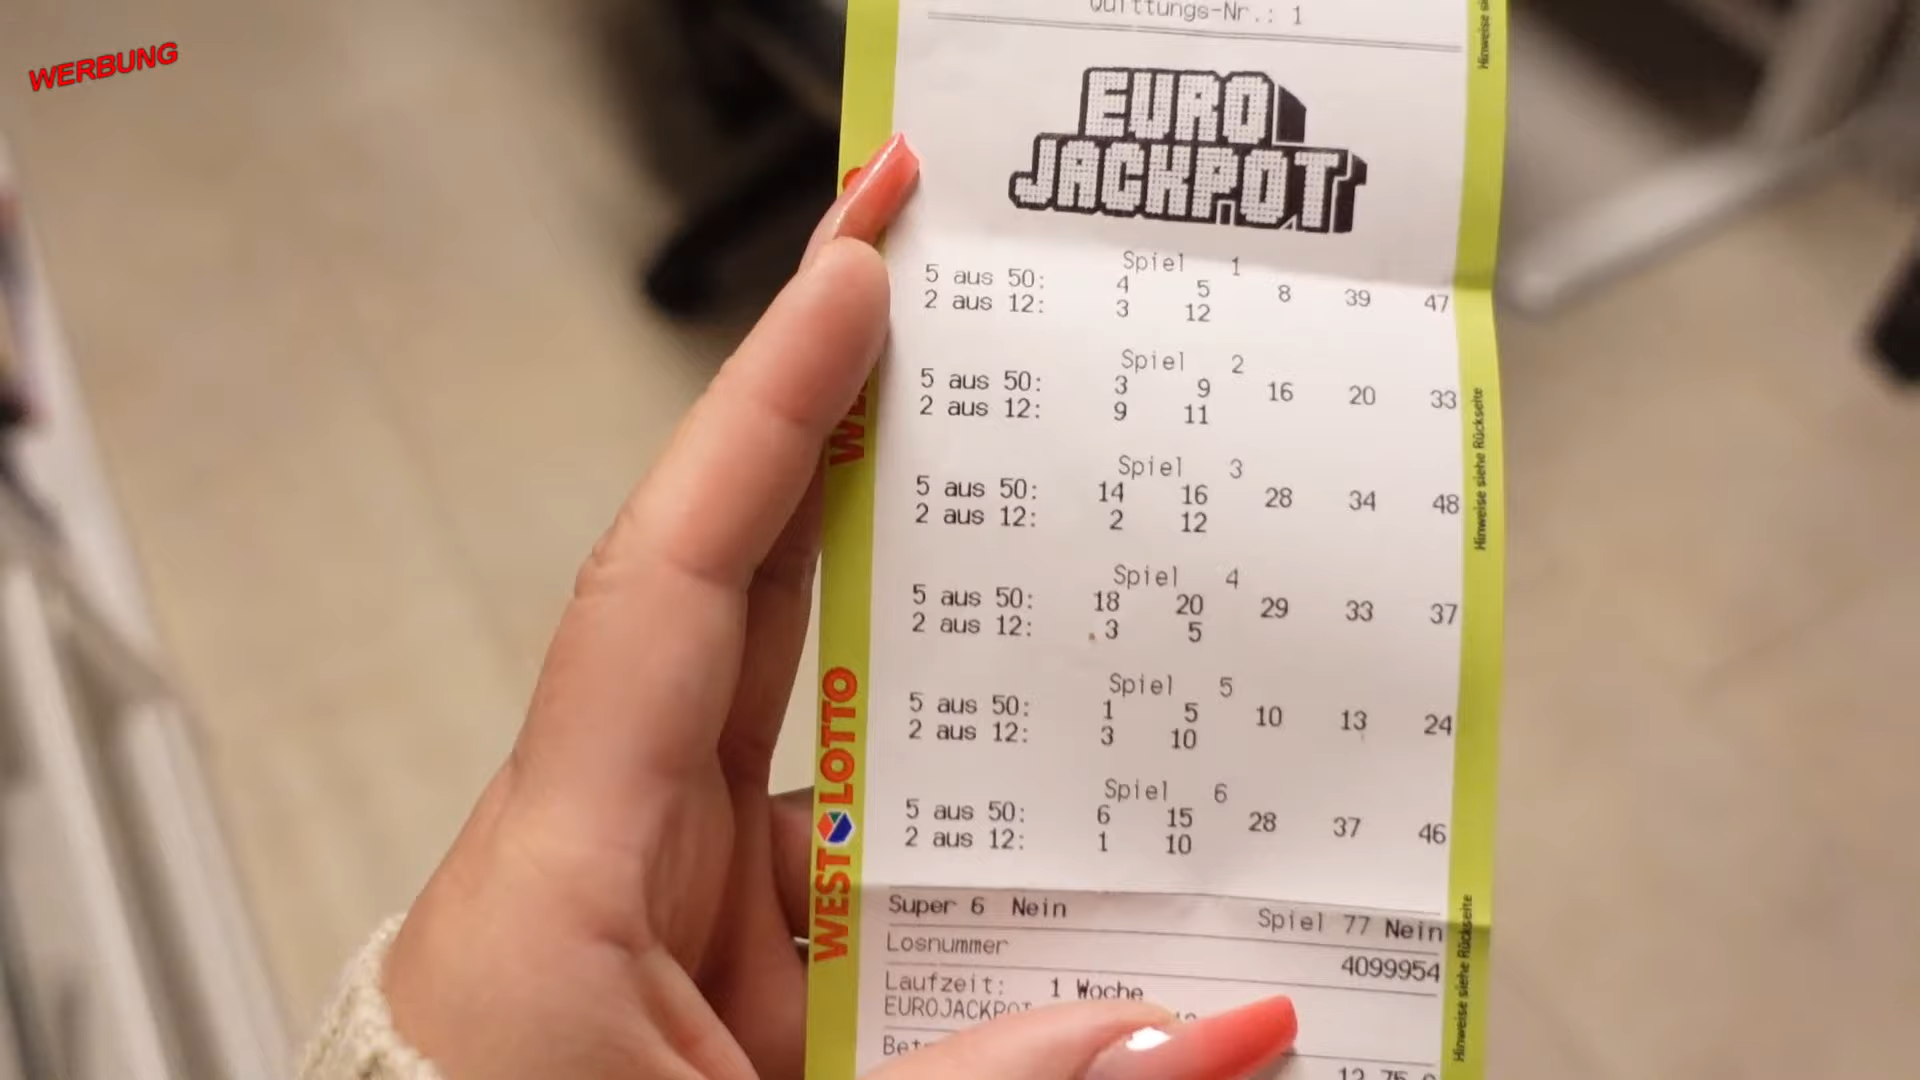 WERBUNG
Quittungs-Nr.: 1
EURO
JACKPOT
Spiel 1
5 aus 50: 4 5 8 39 47
2 aus 12: 3 12
Spiel 2
5 aus 50: 3 9 16 20 33
2 aus 12: 9 11
Spiel 3
5 aus 50: 14 16 28 34 48
2 aus 12: 2 12
Spiel 4
5 aus 50: 18 20 29 33 37
2 aus 12: 3 5
Spiel 5
5 aus 50: 1 5 10 13 24
2 aus 12: 3 10
Spiel 6
5 aus 50: 6 15 28 37 46
2 aus 12: 1 10
Super 6 Nein Spiel 77 Nein
Losnummer 4099954
Laufzeit: 1 Woche
WEST LOTTO
Hinweise siehe Rückseite
Hinweise siehe Rückseite